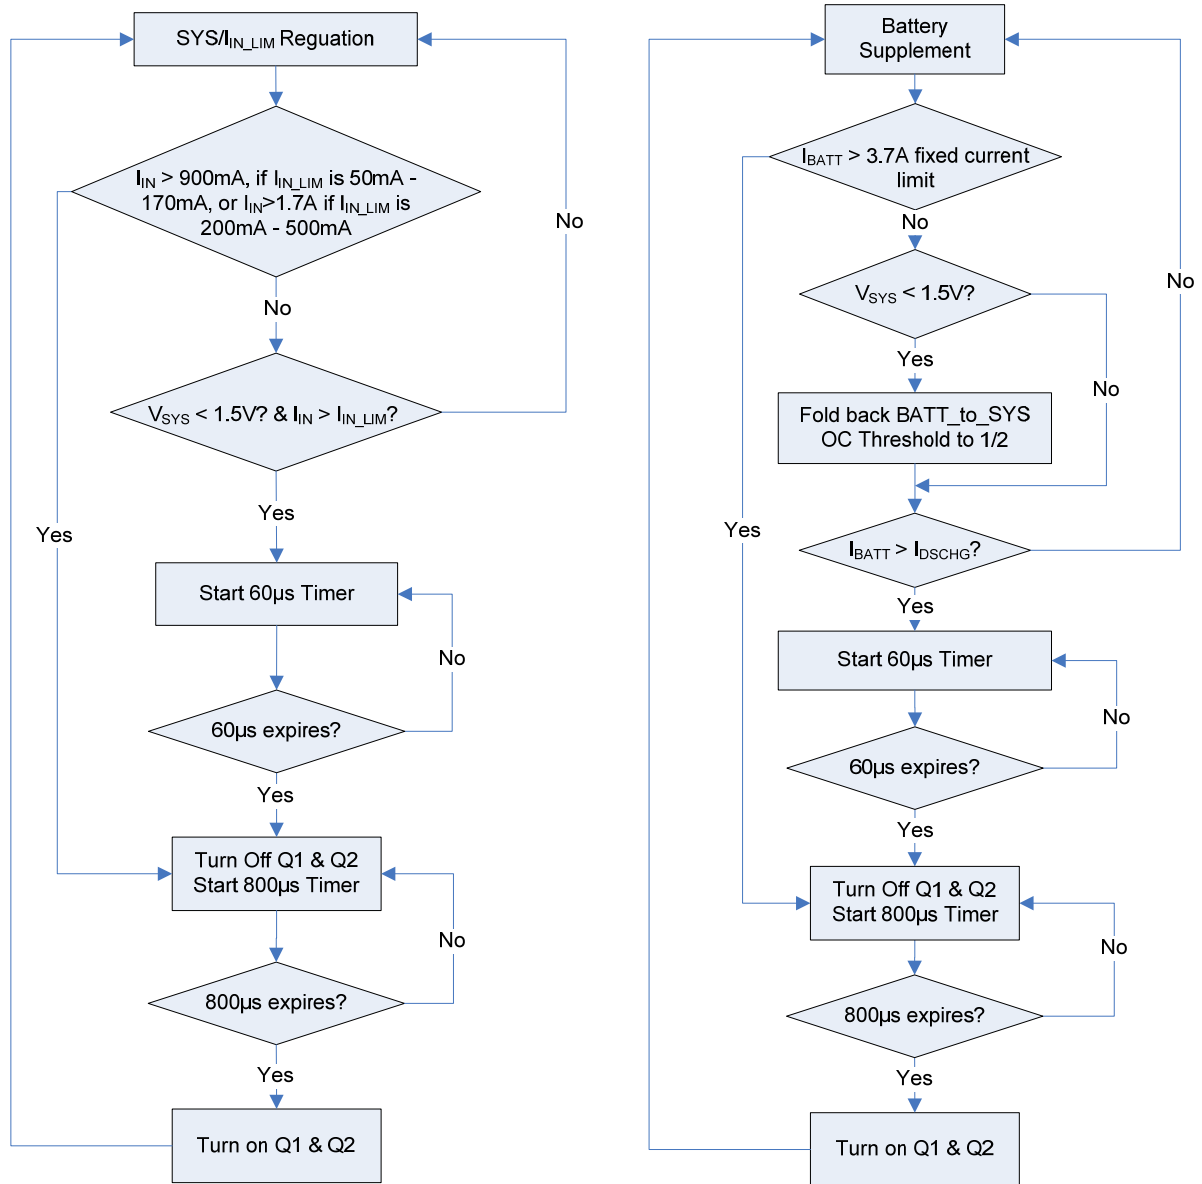 SYS/IIN_LIM Reguation
IIN > 900mA, if IIN_LIM is 50mA -
170mA, or IIN>1.7A if IIN_LIM is
200mA - 500mA
No
No
VSYS < 1.5V? & IIN > IIN_LIM?
Yes
Yes
Start 60µs Timer
No
60µs expires?
Yes
Turn Off Q1 & Q2
Start 800µs Timer
No
800µs expires?
Yes
Turn on Q1 & Q2
Battery
Supplement
IBATT > 3.7A fixed current
limit
No
No
VSYS < 1.5V?
Yes
No
Fold back BATT_to_SYS
OC Threshold to 1/2
Yes
IBATT > IDSCHG?
Yes
Start 60µs Timer
No
60µs expires?
Yes
Turn Off Q1 & Q2
Start 800µs Timer
No
800µs expires?
Yes
Turn on Q1 & Q2